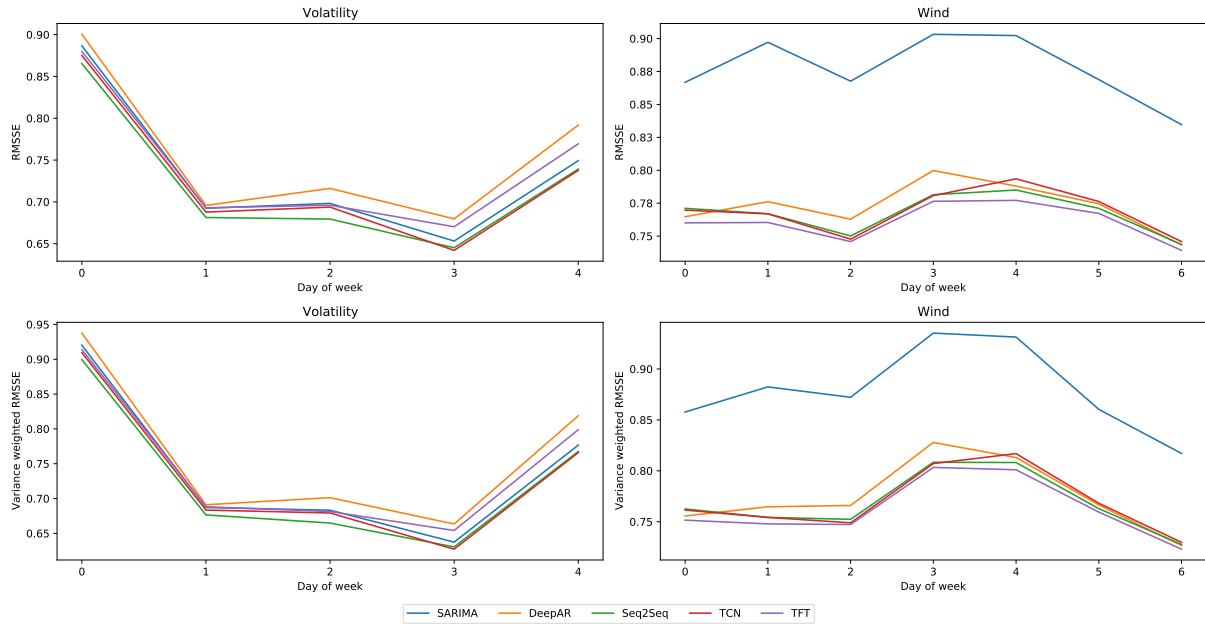 Volatility
RMSSE
0.90
0.85
0.80
0.75
0.70
0.65
0 1 2 3 4
Day of week
Wind
RMSSE
0.90
0.88
0.85
0.83
0.80
0.78
0.75
0 1 2 3 4 5 6
Day of week
Volatility
Variance weighted RMSSE
0.95
0.90
0.85
0.80
0.75
0.70
0.65
0 1 2 3 4
Day of week
Wind
Variance weighted RMSSE
0.90
0.85
0.80
0.75
0 1 2 3 4 5 6
Day of week
SARIMA DeepAR Seq2Seq TCN TFT